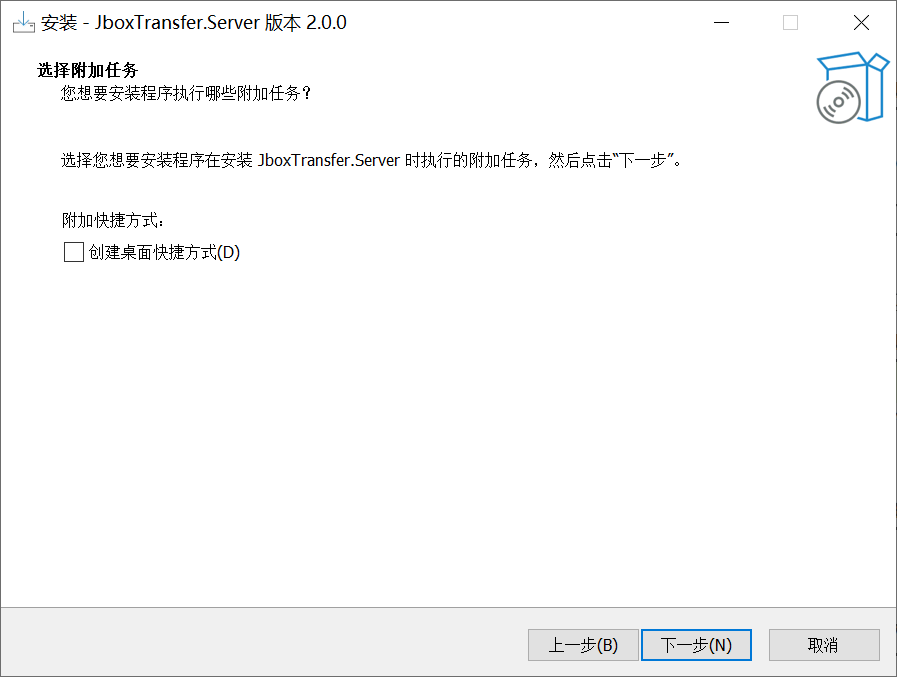 安装 - JboxTransfer.Server 版本 2.0.0
选择附加任务
您想要安装程序执行哪些附加任务？
选择您想要安装程序在安装 JboxTransfer.Server 时执行的附加任务，然后点击“下一步”。
附加快捷方式：
创建桌面快捷方式(D)
上一步(B) 下一步(N) 取消